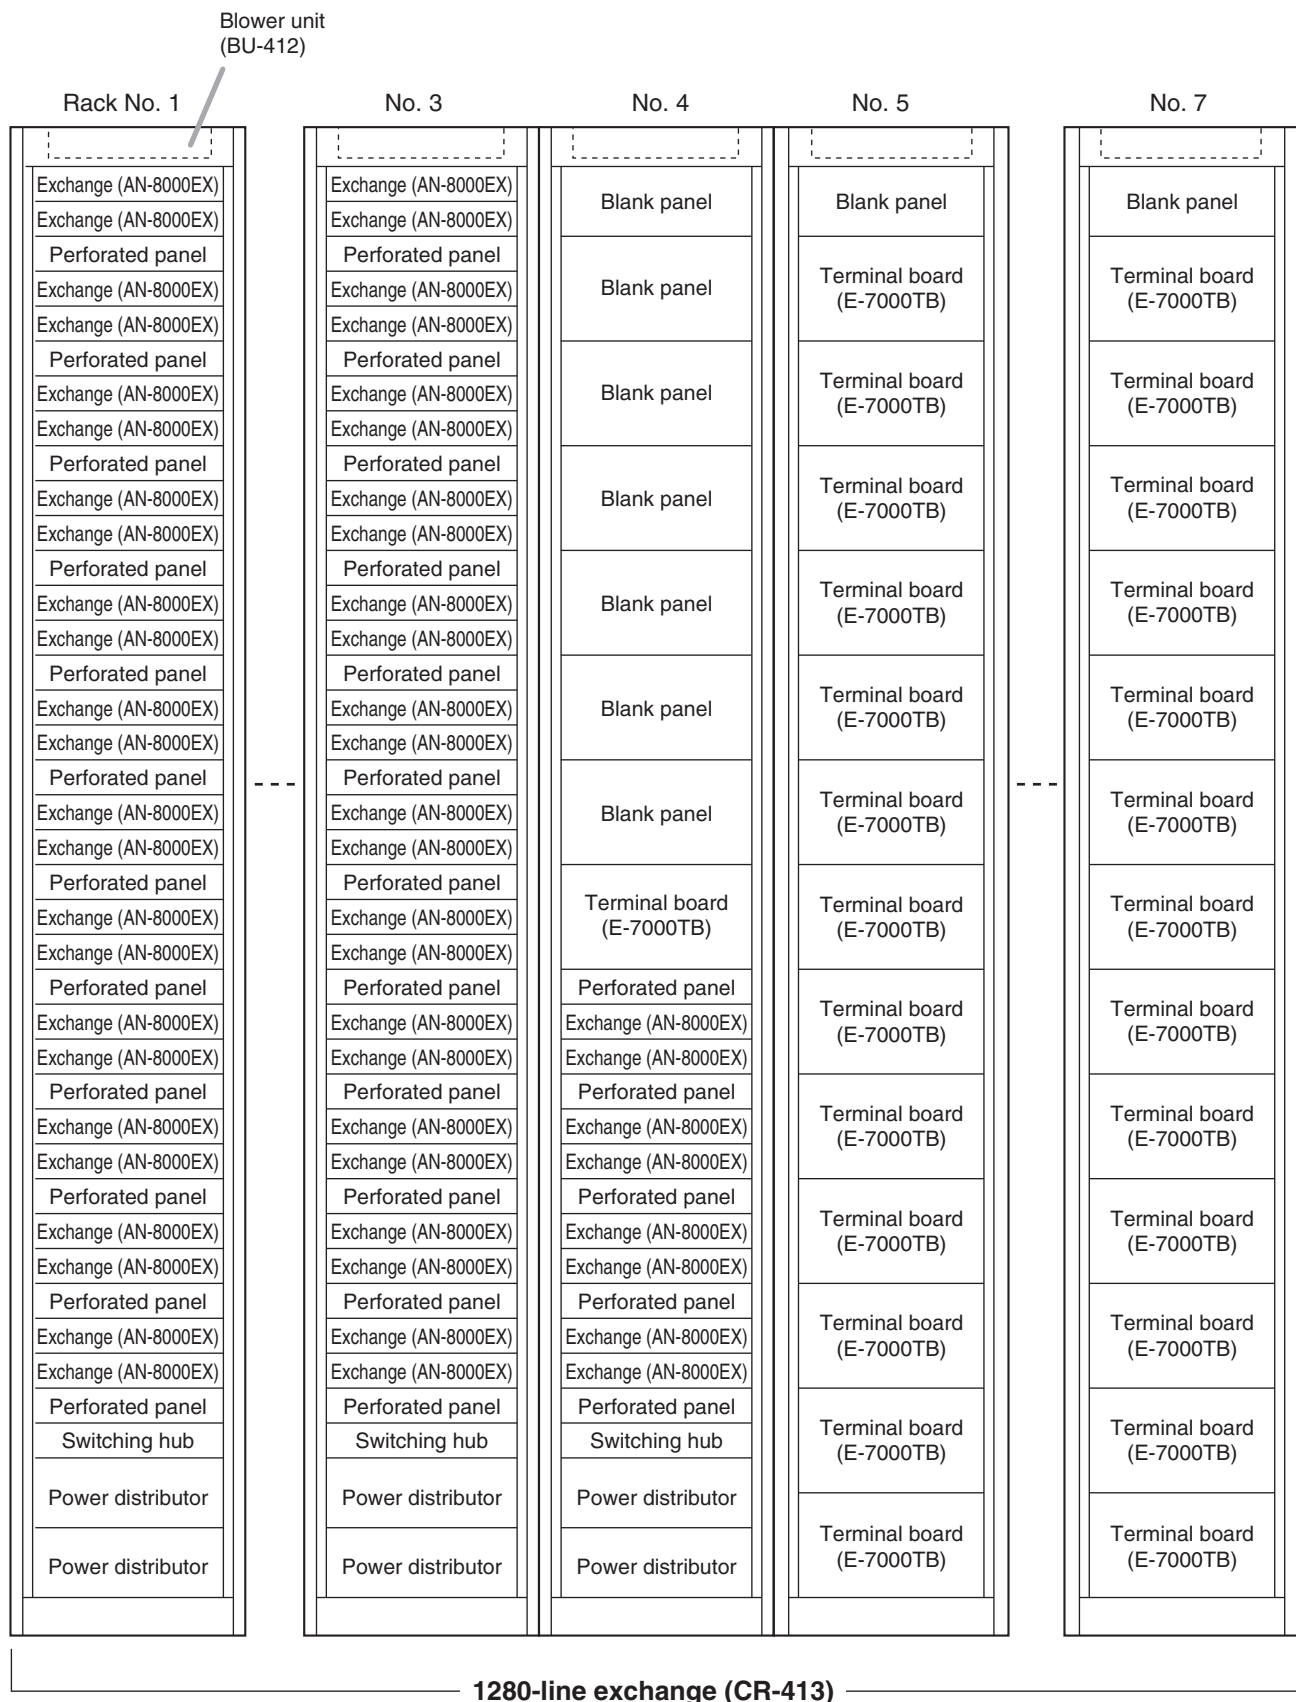 Blower unit
(BU-412)
Rack No. 1
No. 3
No. 4
No. 5
No. 7
Exchange (AN-8000EX)
Exchange (AN-8000EX)
Perforated panel
Exchange (AN-8000EX)
Exchange (AN-8000EX)
Perforated panel
Exchange (AN-8000EX)
Exchange (AN-8000EX)
Perforated panel
Exchange (AN-8000EX)
Exchange (AN-8000EX)
Perforated panel
Exchange (AN-8000EX)
Exchange (AN-8000EX)
Perforated panel
Exchange (AN-8000EX)
Exchange (AN-8000EX)
Perforated panel
Exchange (AN-8000EX)
Exchange (AN-8000EX)
Perforated panel
Exchange (AN-8000EX)
Exchange (AN-8000EX)
Perforated panel
Exchange (AN-8000EX)
Exchange (AN-8000EX)
Perforated panel
Exchange (AN-8000EX)
Exchange (AN-8000EX)
Perforated panel
Exchange (AN-8000EX)
Exchange (AN-8000EX)
Perforated panel
Exchange (AN-8000EX)
Exchange (AN-8000EX)
Perforated panel
Switching hub
Power distributor
Power distributor
Exchange (AN-8000EX)
Exchange (AN-8000EX)
Perforated panel
Exchange (AN-8000EX)
Exchange (AN-8000EX)
Perforated panel
Exchange (AN-8000EX)
Exchange (AN-8000EX)
Perforated panel
Exchange (AN-8000EX)
Exchange (AN-8000EX)
Perforated panel
Exchange (AN-8000EX)
Exchange (AN-8000EX)
Perforated panel
Exchange (AN-8000EX)
Exchange (AN-8000EX)
Perforated panel
Exchange (AN-8000EX)
Exchange (AN-8000EX)
Perforated panel
Exchange (AN-8000EX)
Exchange (AN-8000EX)
Perforated panel
Exchange (AN-8000EX)
Exchange (AN-8000EX)
Perforated panel
Exchange (AN-8000EX)
Exchange (AN-8000EX)
Perforated panel
Exchange (AN-8000EX)
Exchange (AN-8000EX)
Perforated panel
Exchange (AN-8000EX)
Exchange (AN-8000EX)
Perforated panel
Switching hub
Power distributor
Power distributor
Blank panel
Blank panel
Blank panel
Blank panel
Blank panel
Blank panel
Blank panel
Terminal board
(E-7000TB)
Perforated panel
Exchange (AN-8000EX)
Exchange (AN-8000EX)
Perforated panel
Exchange (AN-8000EX)
Exchange (AN-8000EX)
Perforated panel
Exchange (AN-8000EX)
Exchange (AN-8000EX)
Perforated panel
Exchange (AN-8000EX)
Exchange (AN-8000EX)
Perforated panel
Switching hub
Power distributor
Power distributor
Blank panel
Terminal board
(E-7000TB)
Terminal board
(E-7000TB)
Terminal board
(E-7000TB)
Terminal board
(E-7000TB)
Terminal board
(E-7000TB)
Terminal board
(E-7000TB)
Terminal board
(E-7000TB)
Terminal board
(E-7000TB)
Terminal board
(E-7000TB)
Terminal board
(E-7000TB)
Terminal board
(E-7000TB)
Terminal board
(E-7000TB)
Terminal board
(E-7000TB)
Blank panel
Terminal board
(E-7000TB)
Terminal board
(E-7000TB)
Terminal board
(E-7000TB)
Terminal board
(E-7000TB)
Terminal board
(E-7000TB)
Terminal board
(E-7000TB)
Terminal board
(E-7000TB)
Terminal board
(E-7000TB)
Terminal board
(E-7000TB)
Terminal board
(E-7000TB)
Terminal board
(E-7000TB)
Terminal board
(E-7000TB)
Terminal board
(E-7000TB)
1280-line exchange (CR-413)